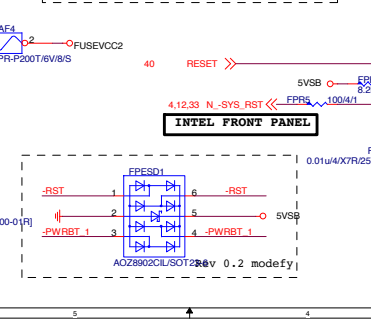 AF4
2
FUSEVCC2
PR-P200T/6V/8/S
40 RESET
5VSB
8.2
4,12,33 N_-SYS_RST FPR5 100/4/1
INTEL FRONT PANEL
0.01u/4/X7R/25
FPESD1
-RST 1 6 -RST
2 5 5VSB
00-01R]
-PWRBT_1 3 4 -PWRBT_1
AOZ8902CIL/SOT23-6
Rev 0.2 modefy
5 4